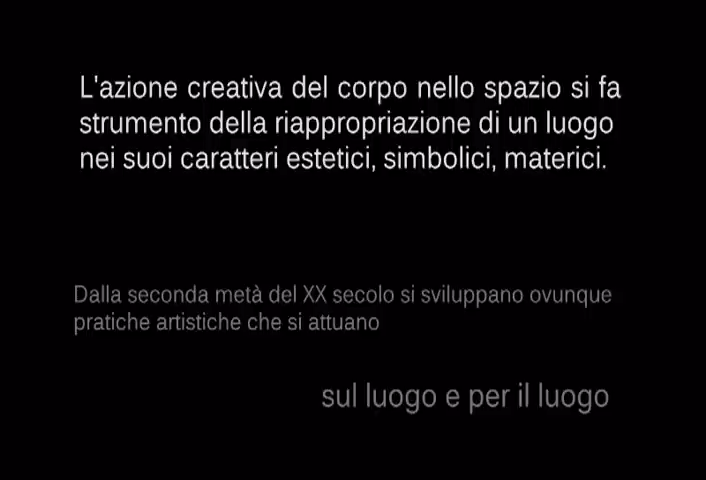 L'azione creativa del corpo nello spazio si fa
strumento della riappropriazione di un luogo
nei suoi caratteri estetici, simbolici, materici.
Dalla seconda metà del XX secolo si sviluppano ovunque
pratiche artistiche che si attuano
sul luogo e per il luogo